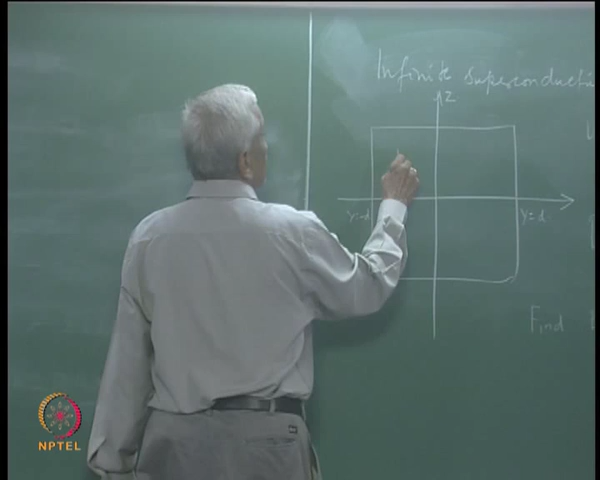 Infinite superconducti
z
y=-d
y=d
Find
NPTEL